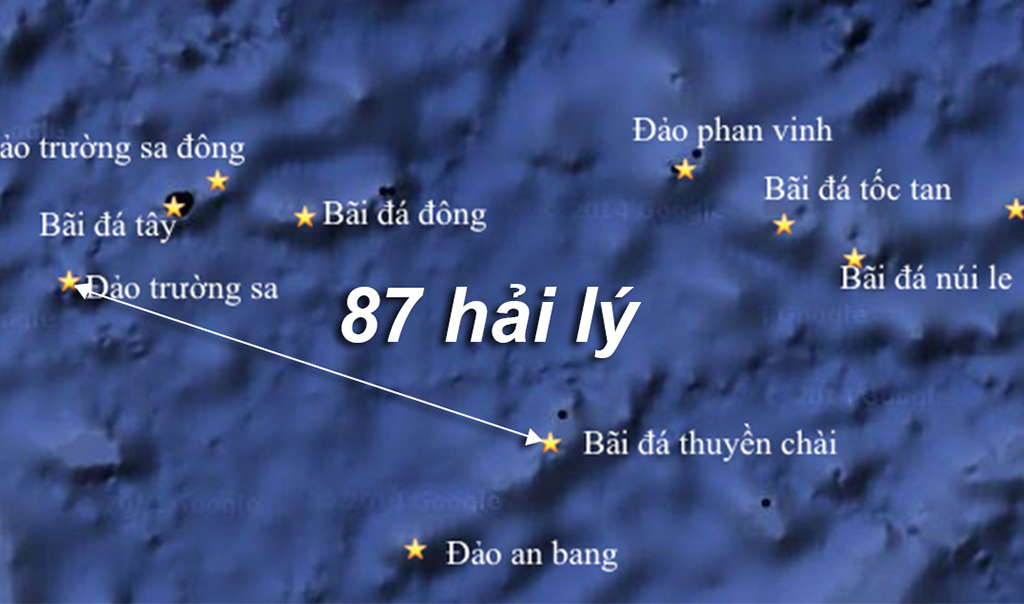 Đảo phan vinh
ảo trường sa đông
Bãi đá tốc tan
Bãi đá tây
Bãi đá đông
Bãi đá núi le
Đảo trường sa
87 hải lý
Bãi đá thuyền chài
Đảo an bang